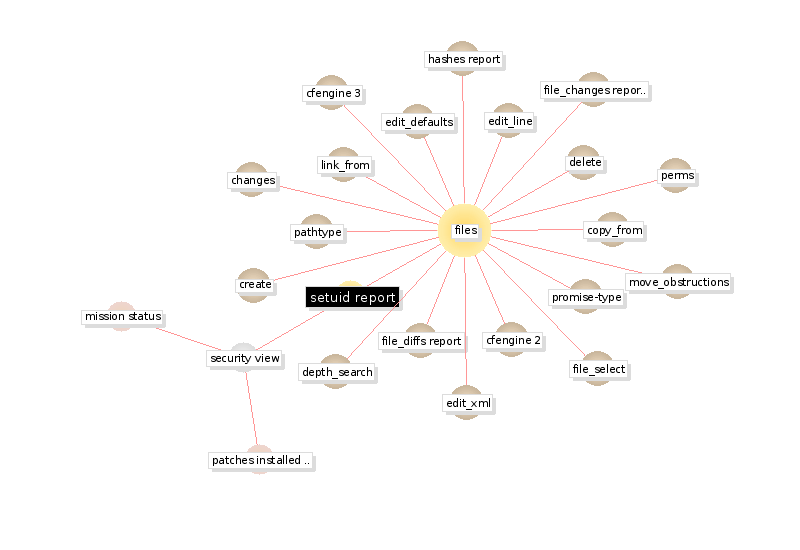 hashes report
cfengine 3
file_changes repor..
edit_defaults
edit_line
link_from
delete
changes
perms
pathtype
files
copy_from
create
move_obstructions
setuid report
promise-type
mission status
file_diffs report
cfengine 2
security view
depth_search
file_select
edit_xml
patches installed ..